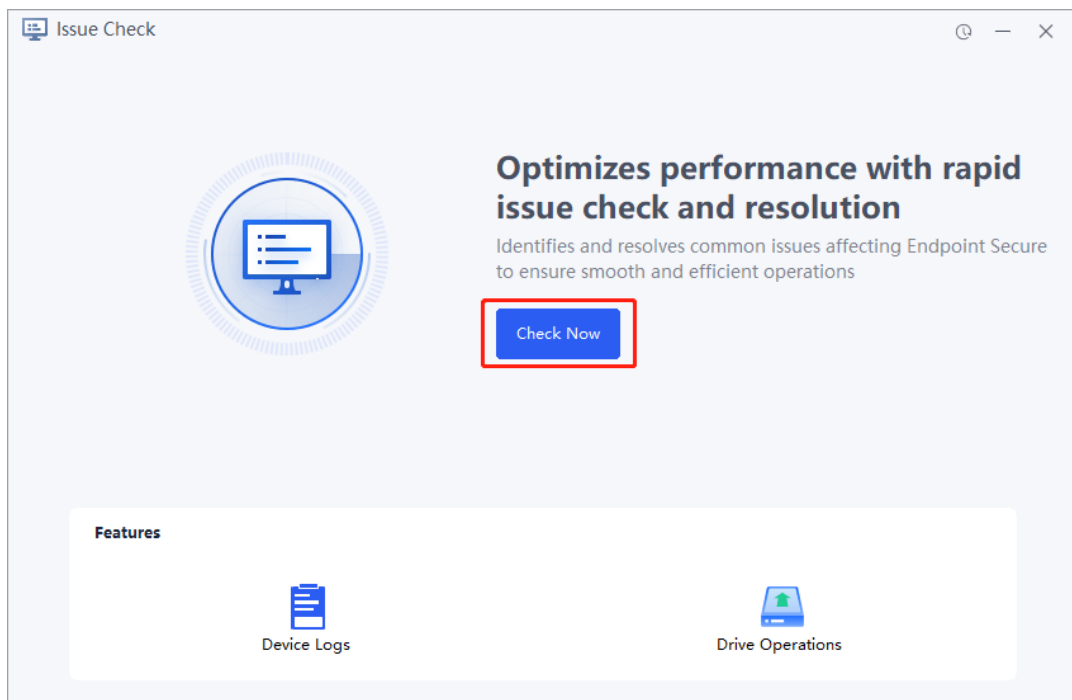 Issue Check
Optimizes performance with rapid
issue check and resolution
Identifies and resolves common issues affecting Endpoint Secure
to ensure smooth and efficient operations
Check Now
Features
Device Logs
Drive Operations